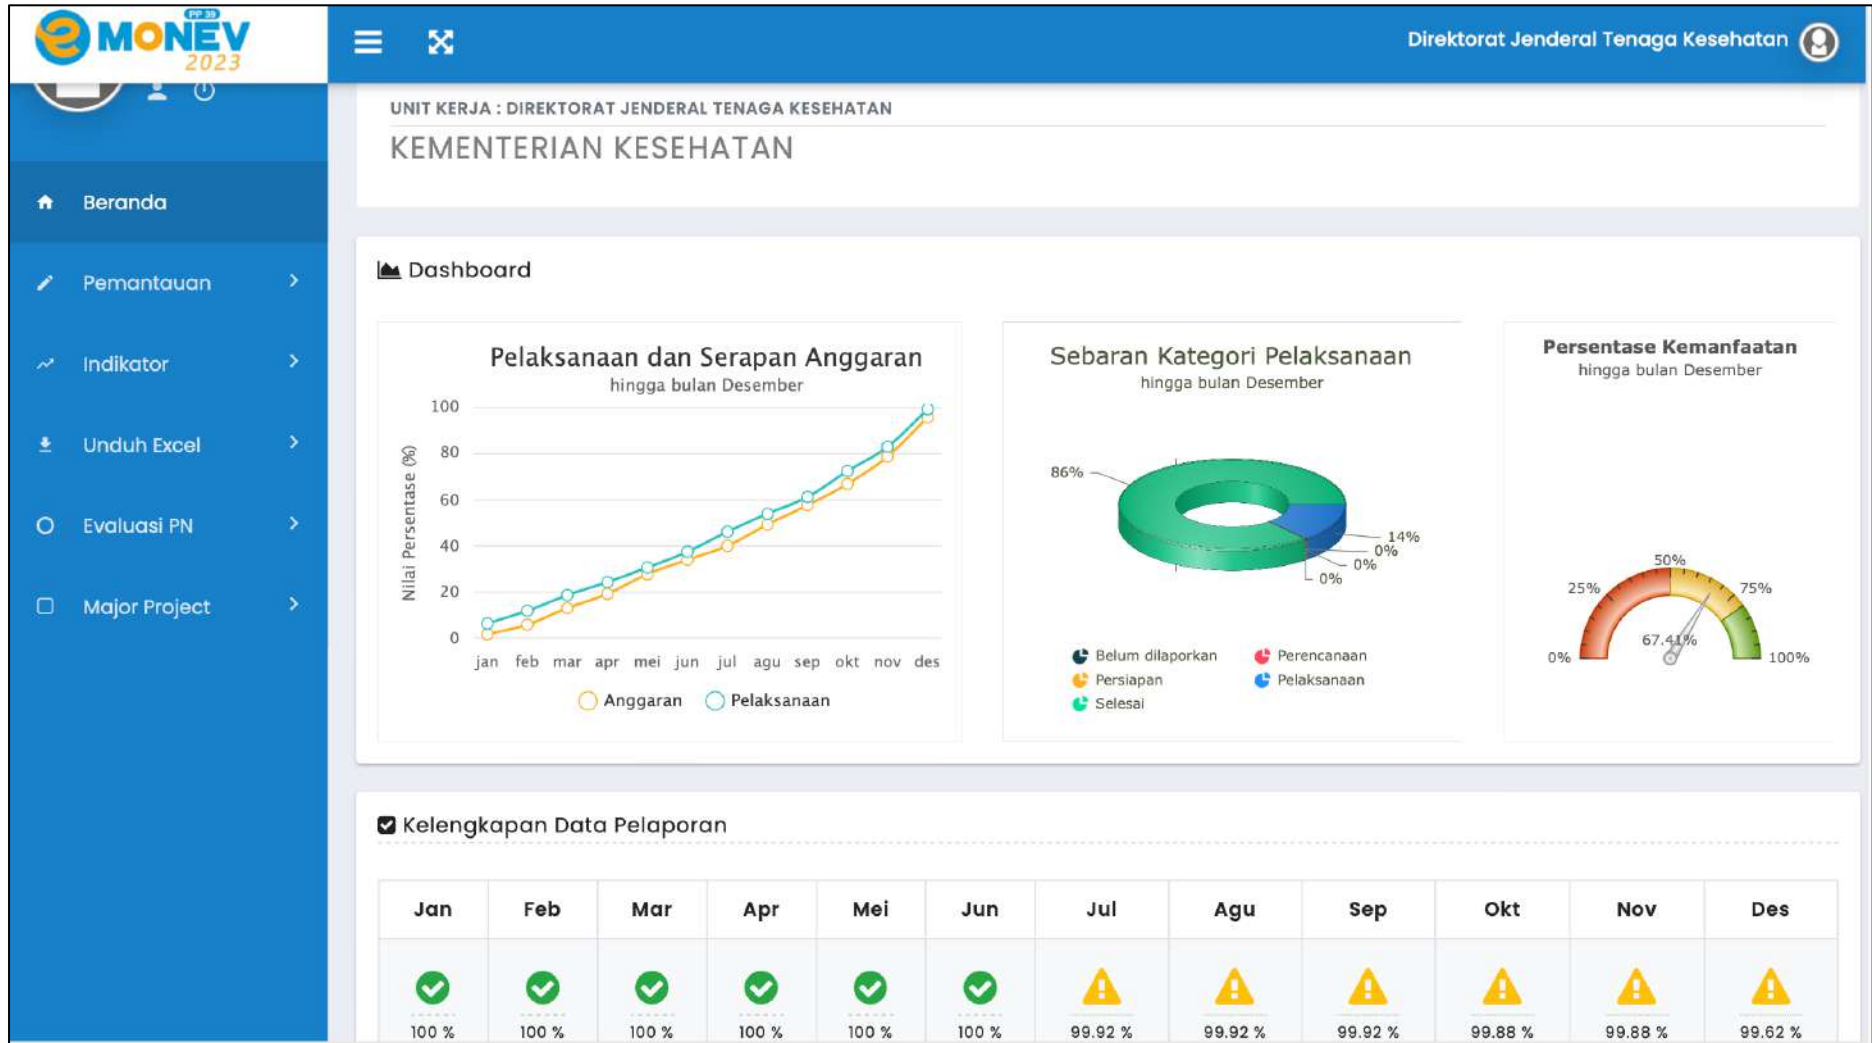 PP 39
e MONEV
2023
Direktorat Jenderal Tenaga Kesehatan
UNIT KERJA : DIREKTORAT JENDERAL TENAGA KESEHATAN
KEMENTERIAN KESEHATAN
Beranda
Pemantauan
Indikator
Unduh Excel
Evaluasi PN
Major Project
Dashboard
Pelaksanaan dan Serapan Anggaran
hingga bulan Desember
Nilai Persentase (%)
100
80
60
40
20
0
jan feb mar apr mei jun jul agu sep okt nov des
Anggaran Pelaksanaan
Sebaran Kategori Pelaksanaan
hingga bulan Desember
86%
14%
0%
0%
0%
Belum dilaporkan Perencanaan
Persiapan Pelaksanaan
Selesai
Persentase Kemanfaatan
hingga bulan Desember
50%
25% 75%
67.41%
0% 100%
Kelengkapan Data Pelaporan
Jan Feb Mar Apr Mei Jun Jul Agu Sep Okt Nov Des
100 % 100 % 100 % 100 % 100 % 100 % 99.92 % 99.92 % 99.92 % 99.88 % 99.88 % 99.62 %